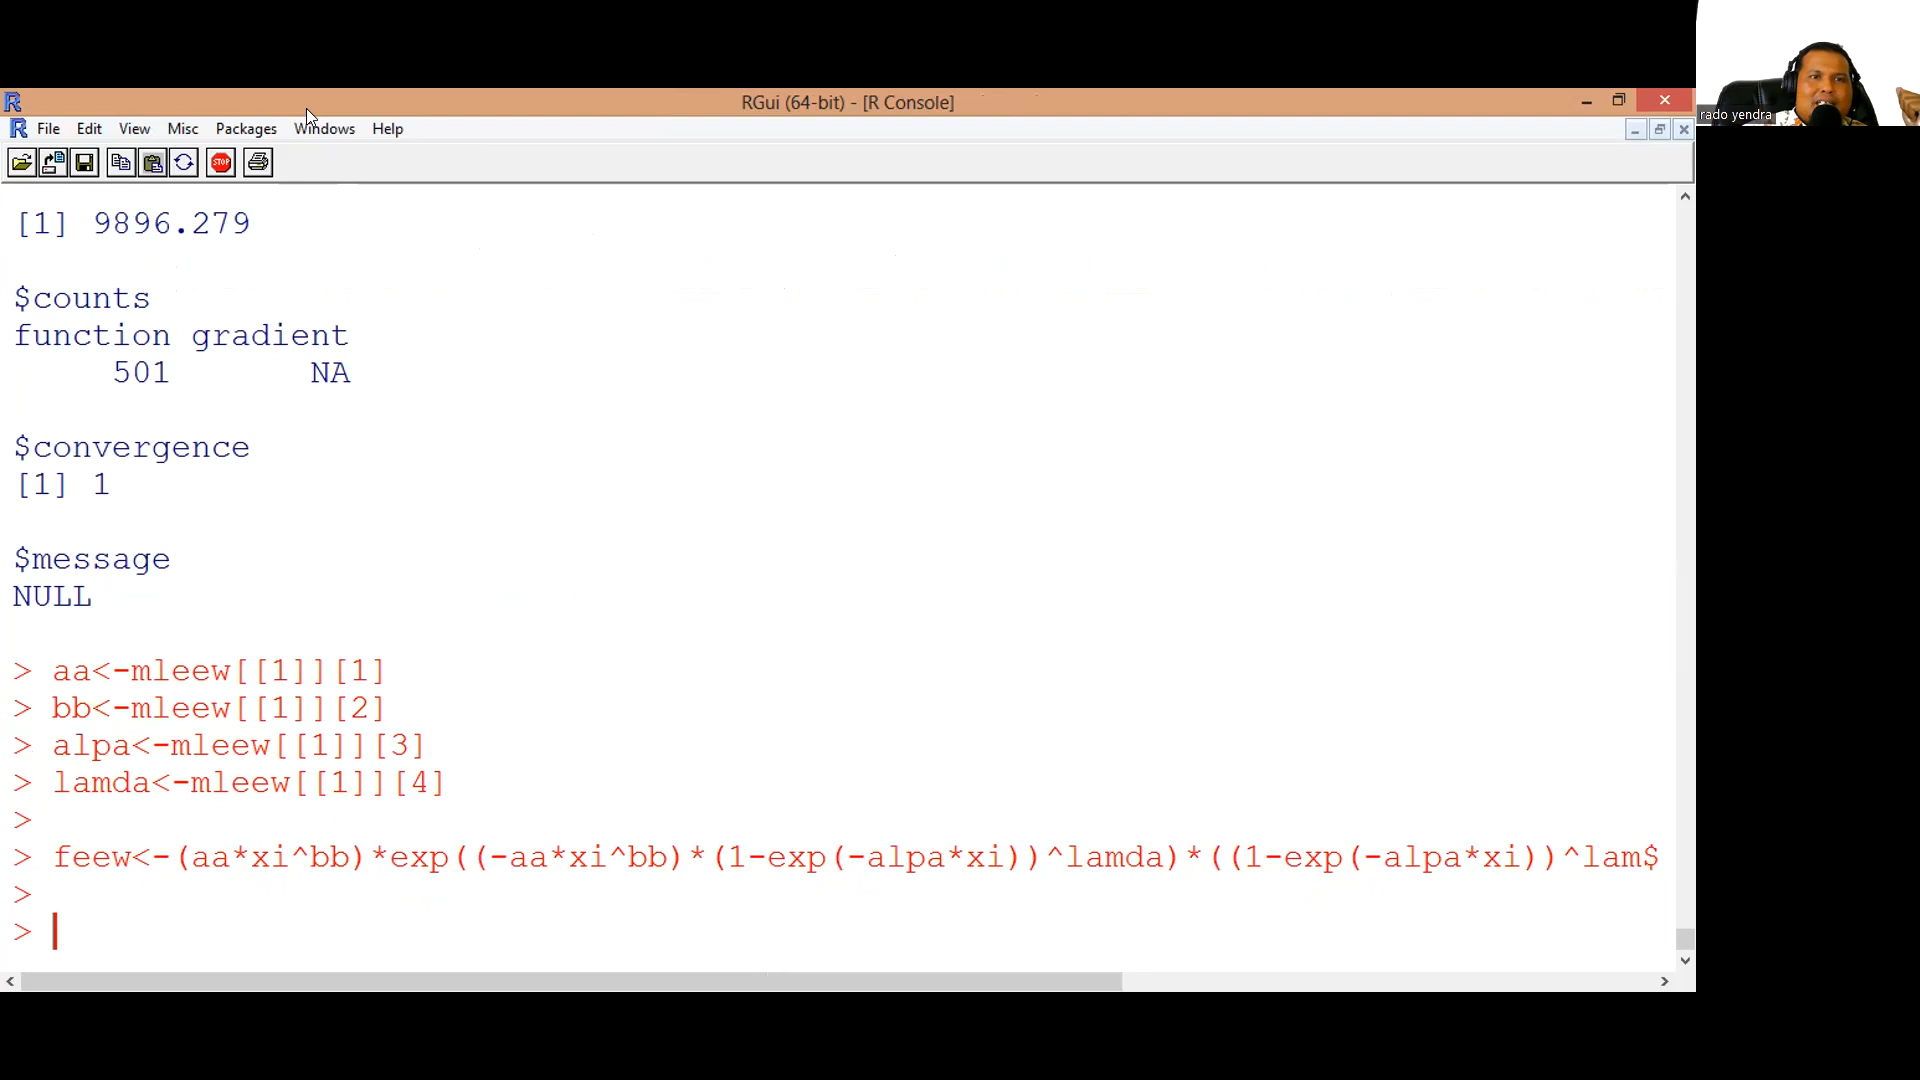 RGui (64-bit) - [R Console]
File Edit View Misc Packages Windows Help
STOP
rado yendra
[1] 9896.279
$counts
function gradient
501 NA
$convergence
[1] 1
$message
NULL
> aa<-mleew[[1]][1]
> bb<-mleew[[1]][2]
> alpa<-mleew[[1]][3]
> lamda<-mleew[[1]][4]
>
> feew<-(aa*xi^bb)*exp((-aa*xi^bb)*(1-exp(-alpa*xi))^lamda)*((1-exp(-alpa*xi))^lam$
>
>